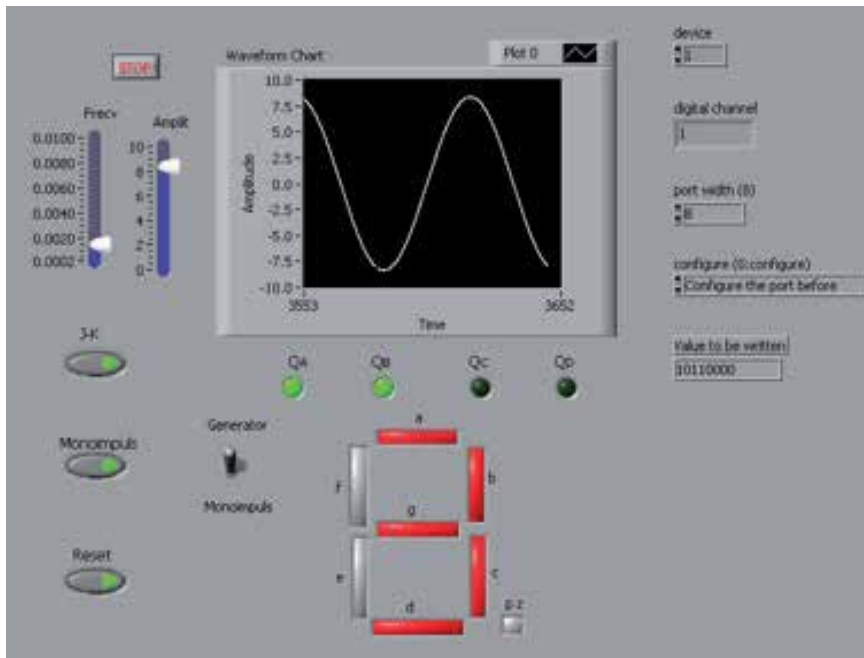 STOP
Frecv
0.0100
0.0080
0.0060
0.0040
0.0020
0.0002
Amplit
10
8
6
4
2
0
Waveform Chart
Plot 0
Amplitude
10.0
7.5
5.0
2.5
0.0
-2.5
-5.0
-7.5
-10.0
3553
3652
Time
device
1
digital channel
1
port width (8)
8
configure (0:configure)
Configure the port before
Value to be written
10110000
J-K
Monoimpuls
Reset
QA
QB
QC
QD
Generator
Monoimpuls
a
f
b
g
e
c
d
p.z